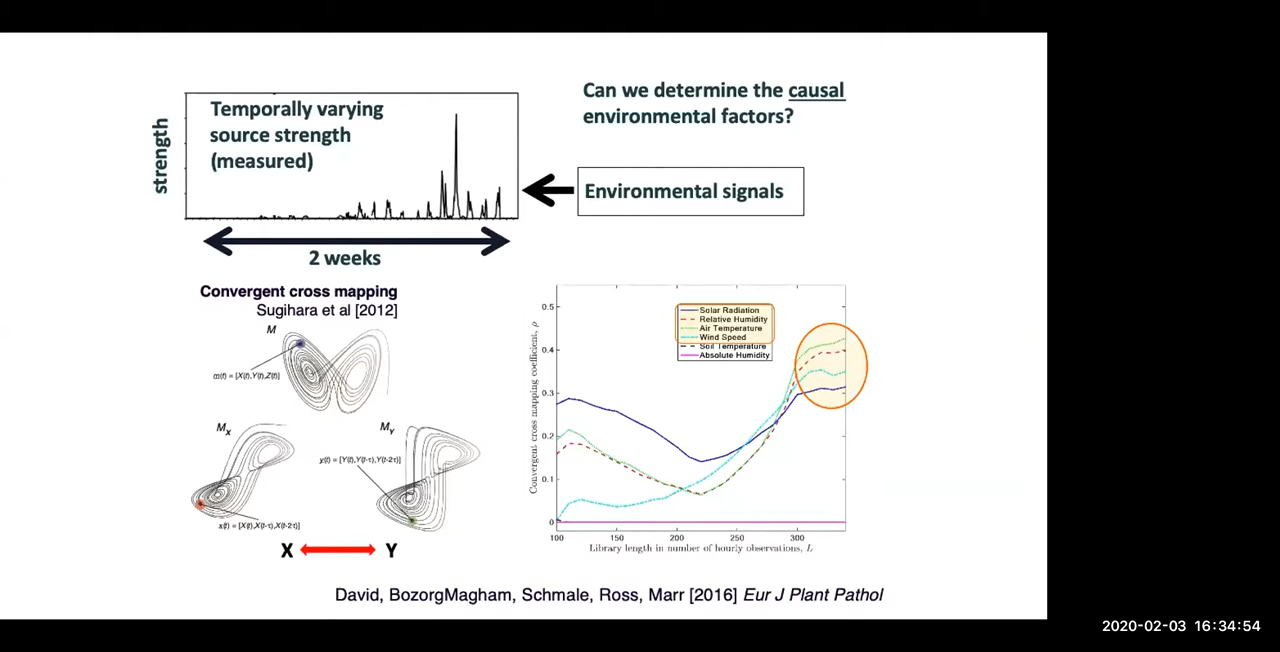 Temporally varying
source strength
(measured)
strength
2 weeks
Can we determine the causal
environmental factors?
Environmental signals
Convergent cross mapping
Sugihara et al [2012]
M
m(t) = [X(t),Y(t),Z(t)]
MX
x(t) = [X(t),X(t-τ),X(t-2τ)]
MY
y(t) = [Y(t),Y(t-τ),Y(t-2τ)]
X
Y
Convergent cross mapping coefficient, ρ
0.5
0.4
0.3
0.2
0.1
0
Solar Radiation
Relative Humidity
Air Temperature
Wind Speed
Soil Temperature
Absolute Humidity
100 150 200 250 300
Library length in number of hourly observations, L
David, BozorgMagham, Schmale, Ross, Marr [2016] Eur J Plant Pathol
2020-02-03 16:34:54